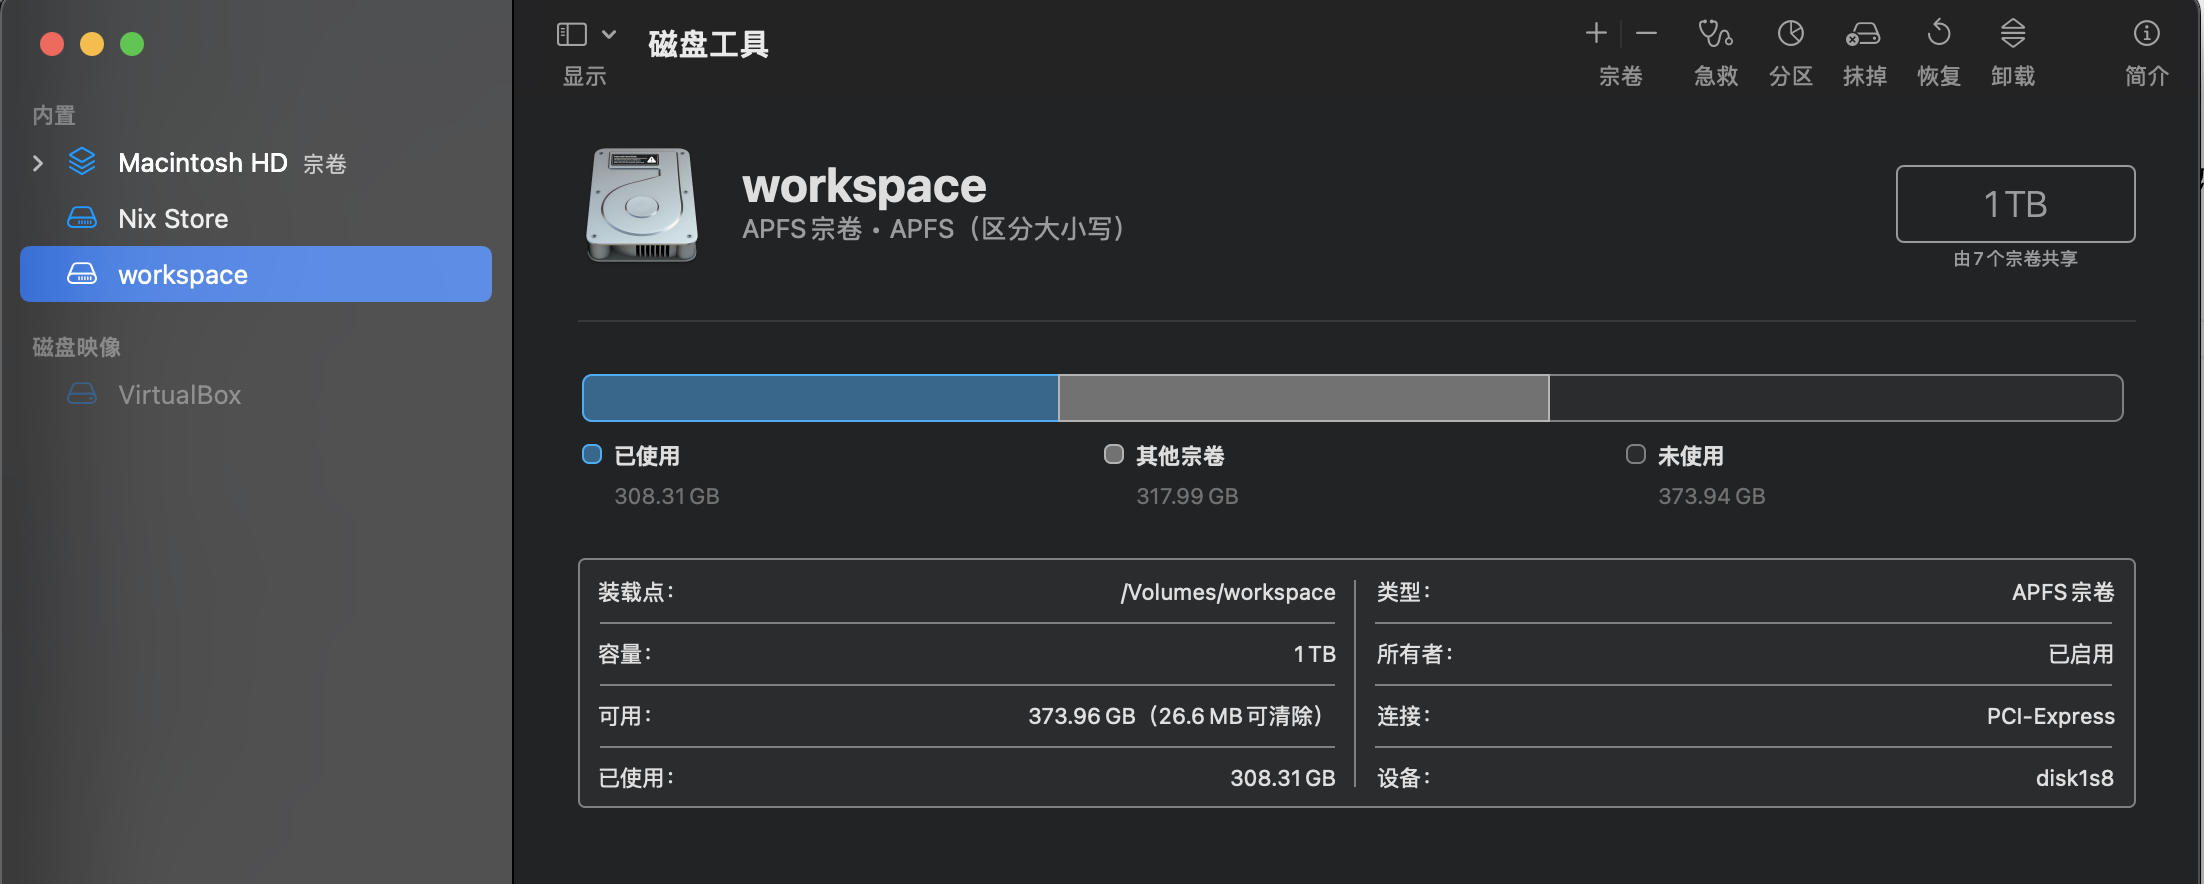 磁盘工具
显示
宗卷
急救
分区
抹掉
恢复
卸载
简介
内置
Macintosh HD 宗卷
Nix Store
workspace
磁盘映像
VirtualBox
workspace
APFS 宗卷 • APFS（区分大小写）
1 TB
由 7 个宗卷共享
已使用
308.31 GB
其他宗卷
317.99 GB
未使用
373.94 GB
装载点： /Volumes/workspace
容量： 1 TB
可用： 373.96 GB（26.6 MB 可清除）
已使用： 308.31 GB
类型： APFS 宗卷
所有者： 已启用
连接： PCI-Express
设备： disk1s8